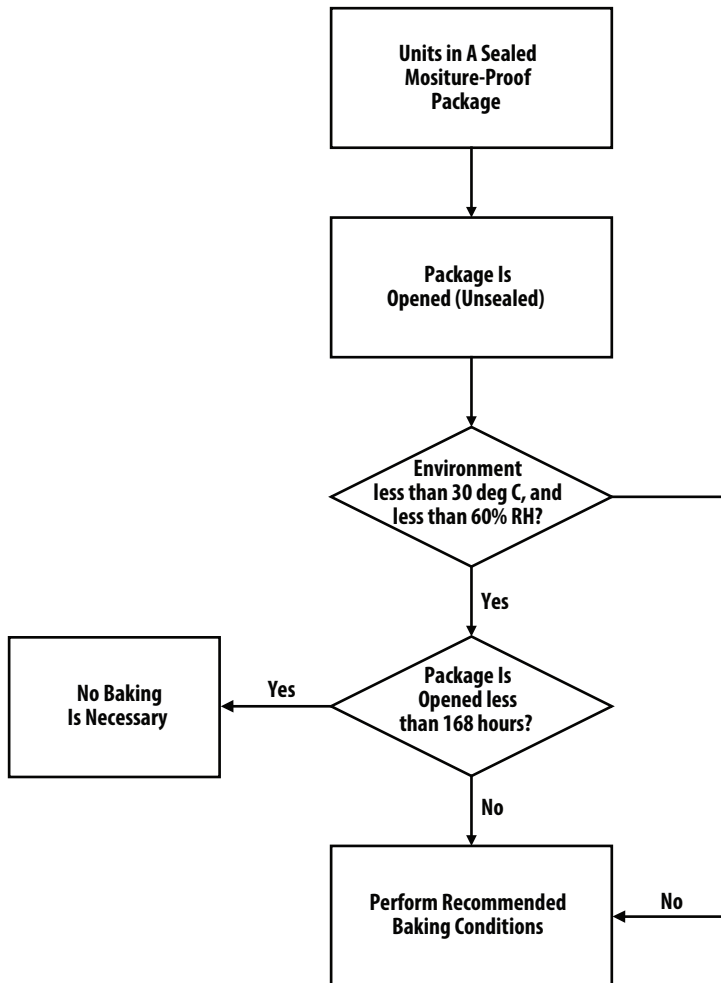 Units in A Sealed
Mositure-Proof
Package
Package Is
Opened (Unsealed)
Environment
less than 30 deg C, and
less than 60% RH?
Yes
Package Is
Opened less
than 168 hours?
Yes
No Baking
Is Necessary
No
Perform Recommended
Baking Conditions
No